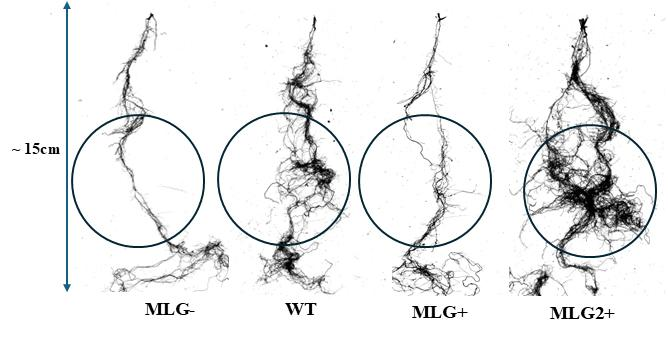 ~ 15cm
MLG-
WT
MLG+
MLG2+